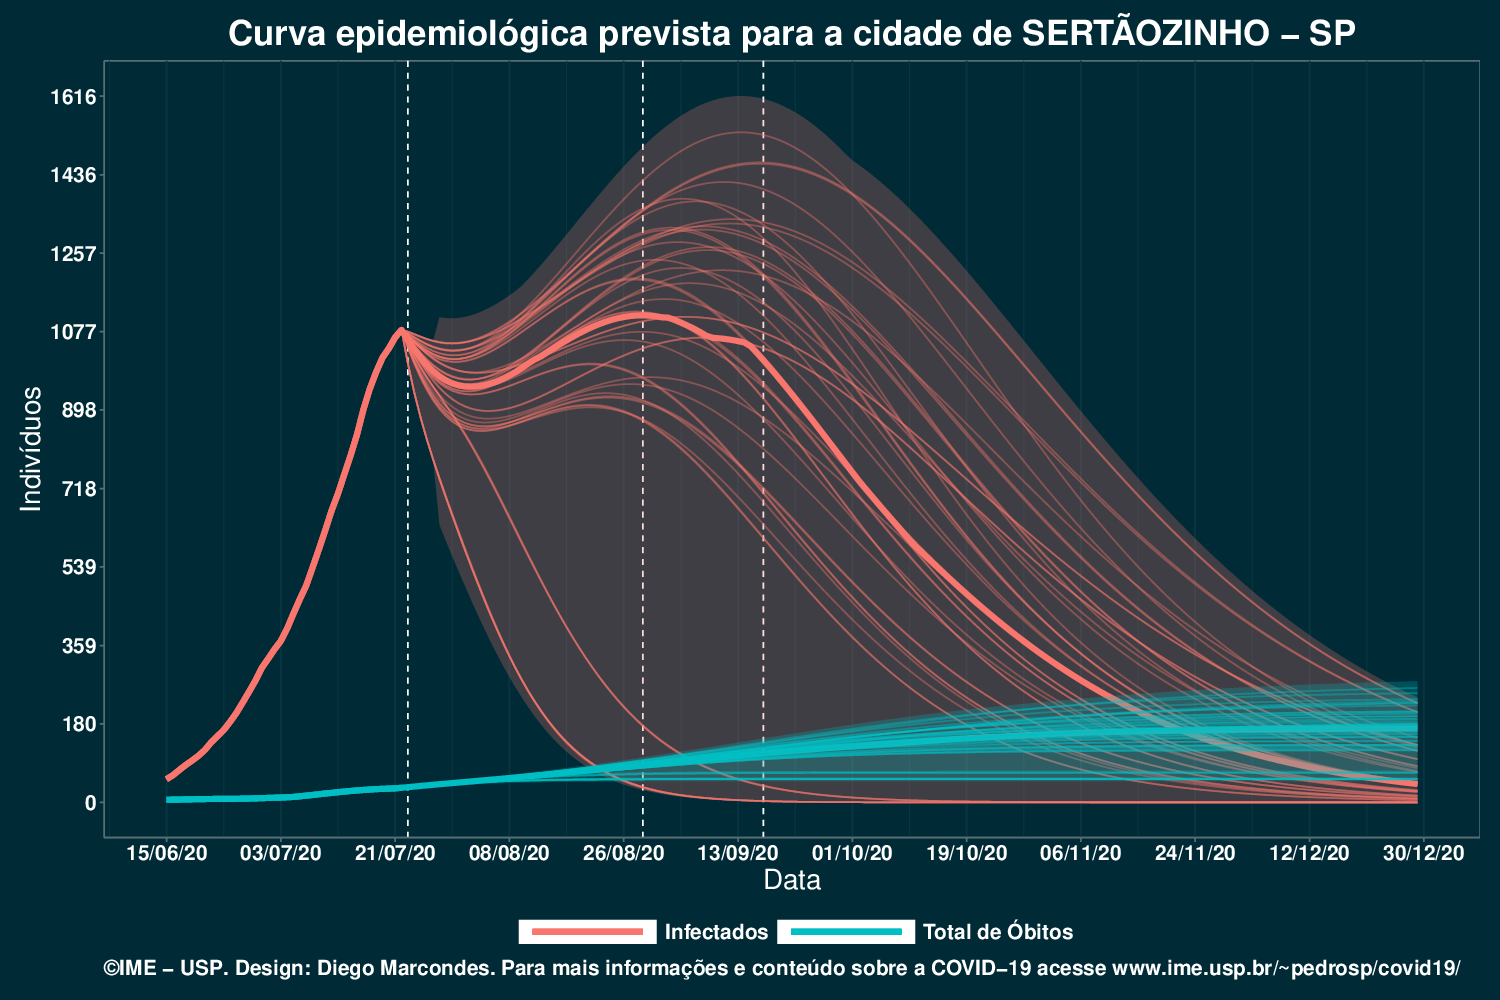 Curva epidemiológica prevista para a cidade de SERTÃOZINHO – SP
Indivíduos
1616
1436
1257
1077
898
718
539
359
180
0
15/06/20 03/07/20 21/07/20 08/08/20 26/08/20 13/09/20 01/10/20 19/10/20 06/11/20 24/11/20 12/12/20 30/12/20
Data
Infectados Total de Óbitos
©IME – USP. Design: Diego Marcondes. Para mais informações e conteúdo sobre a COVID–19 acesse www.ime.usp.br/~pedrosp/covid19/